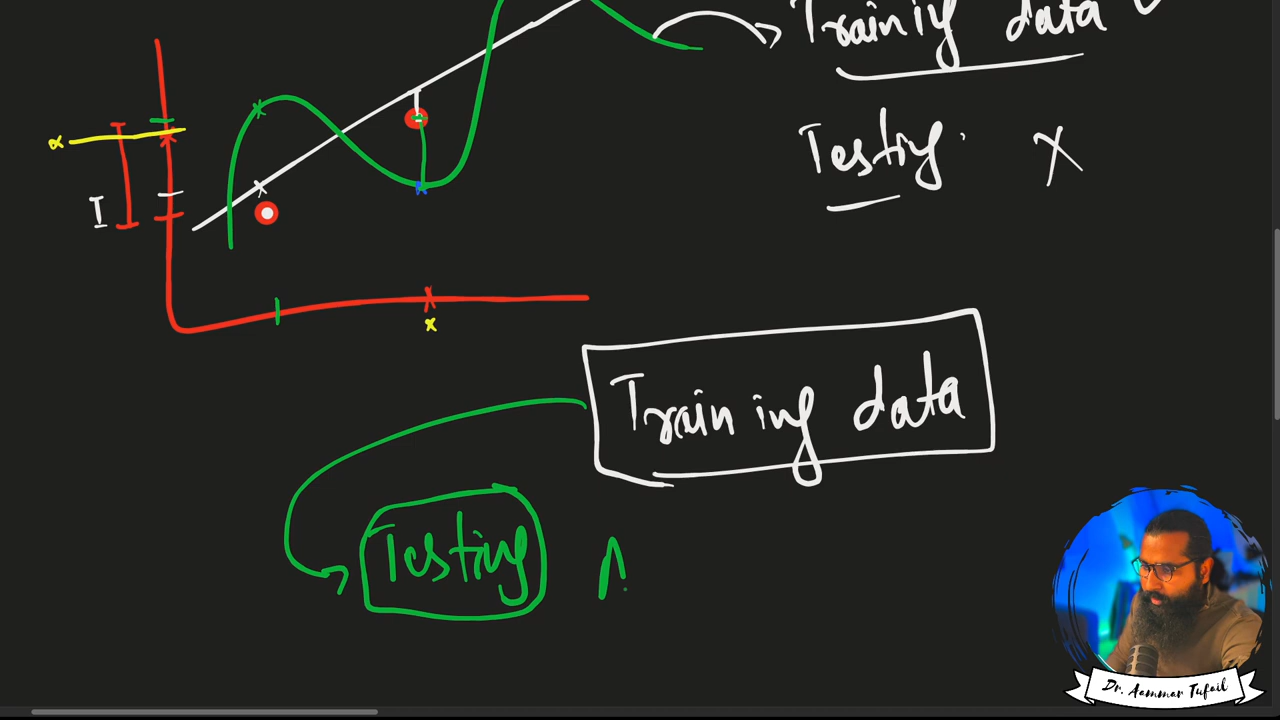 Training data
Testing X
α
I
x
Training data
Testing
Dr. Aammar Tufail